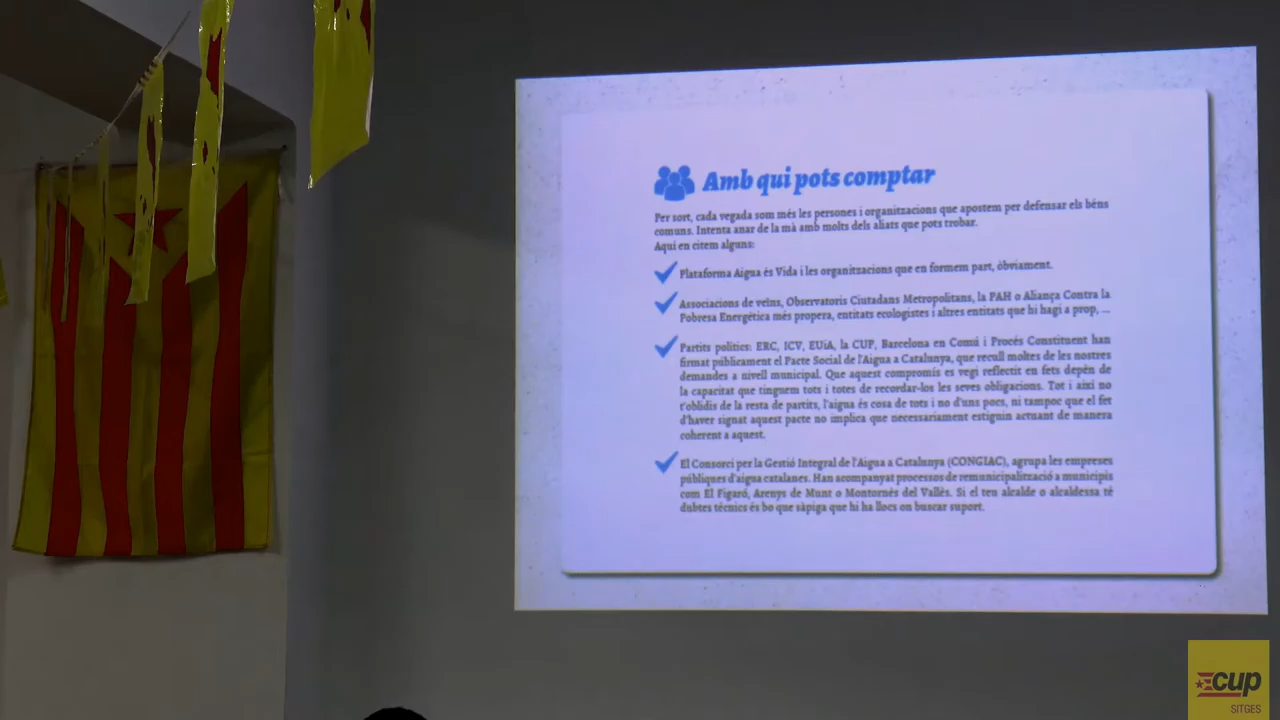 Amb qui pots comptar
Per sort, cada vegada som més les persones i organitzacions que apostem per defensar els béns
comuns. Intenta anar de la mà amb molts dels aliats que pots trobar.
Aquí en citem alguns:
Plataforma Aigua és Vida i les organitzacions que en formem part, òbviament.
Associacions de veïns, Observatoris Ciutadans Metropolitans, la PAH o Aliança Contra la
Pobresa Energètica més propera, entitats ecologistes i altres entitats que hi hagi a prop, ...
Partits polítics: ERC, ICV, EUiA, la CUP, Barcelona en Comú i Procés Constituent han
firmat públicament el Pacte Social de l'Aigua a Catalunya, que recull moltes de les nostres
demandes a nivell municipal. Que aquest compromís es vegi reflectit en fets depèn de
la capacitat que tinguem tots i totes de recordar-los les seves obligacions. Tot i així no
t'oblidis de la resta de partits, l'aigua és cosa de tots i no d'uns pocs, ni tampoc que el fet
d'haver signat aquest pacte no implica que necessàriament estiguin actuant de manera
coherent a aquest.
El Consorci per la Gestió Integral de l'Aigua a Catalunya (CONGIAC), agrupa les empreses
públiques d'aigua catalanes. Han acompanyat processos de remunicipalització a municipis
com El Figaró, Arenys de Munt o Montornès del Vallès. Si el teu alcalde o alcaldessa té
dubtes tècnics és bo que sàpiga que hi ha llocs on buscar suport.
cup
SITGES